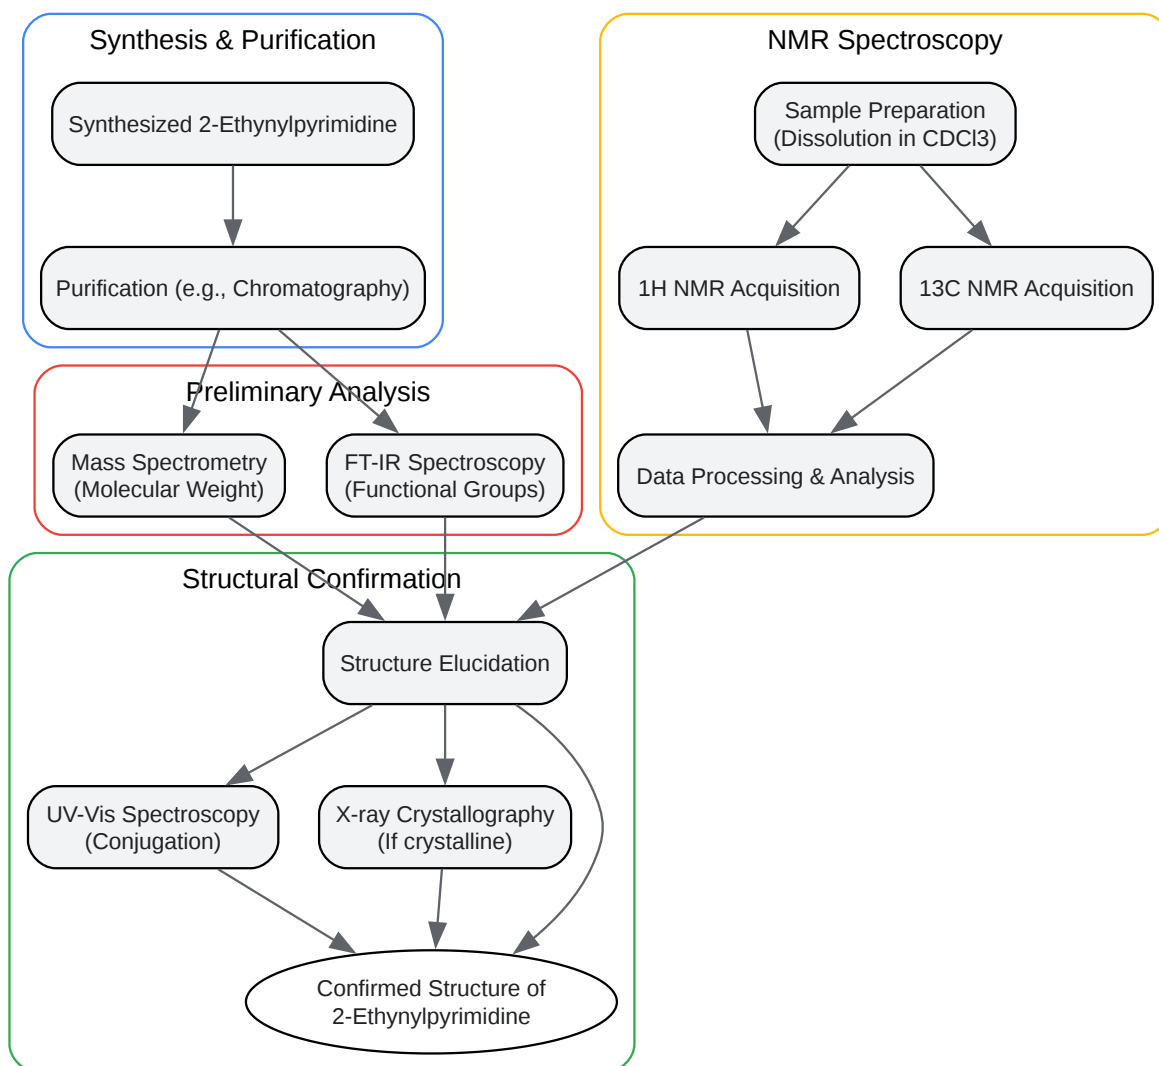 Synthesis & Purification
Synthesized 2-Ethynylpyrimidine
Purification (e.g., Chromatography)
NMR Spectroscopy
Sample Preparation
(Dissolution in CDCl3)
1H NMR Acquisition
13C NMR Acquisition
Data Processing & Analysis
Preliminary Analysis
Mass Spectrometry
(Molecular Weight)
FT-IR Spectroscopy
(Functional Groups)
Structural Confirmation
Structure Elucidation
UV-Vis Spectroscopy
(Conjugation)
X-ray Crystallography
(If crystalline)
Confirmed Structure of
2-Ethynylpyrimidine